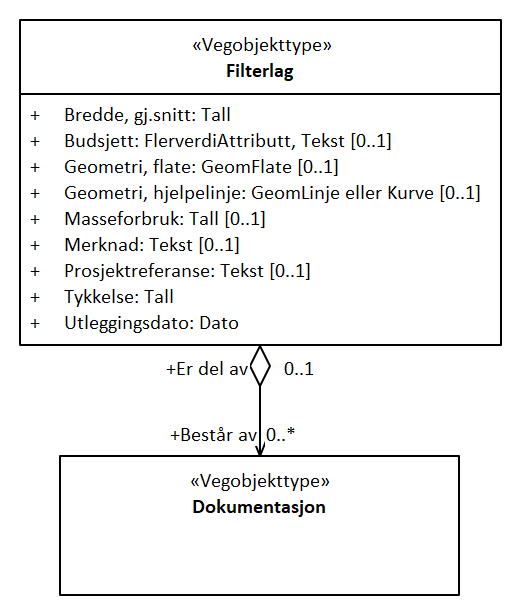 «Vegobjekttype»
Filterlag
+ Bredde, gj.snitt: Tall
+ Budsjett: FlerverdiAttributt, Tekst [0..1]
+ Geometri, flate: GeomFlate [0..1]
+ Geometri, hjelpelinje: GeomLinje eller Kurve [0..1]
+ Masseforbruk: Tall [0..1]
+ Merknad: Tekst [0..1]
+ Prosjektreferanse: Tekst [0..1]
+ Tykkelse: Tall
+ Utleggingsdato: Dato
+Er del av 0..1
+Består av 0..*
«Vegobjekttype»
Dokumentasjon